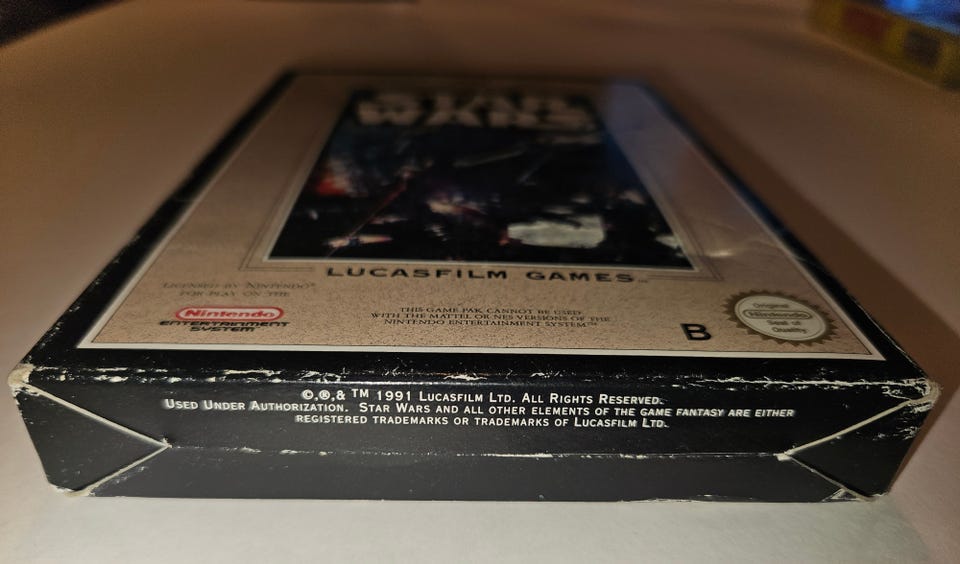 STAR
WARS
LUCASFILM GAMES™
LICENSED BY NINTENDO®
FOR PLAY ON THE
Nintendo®
ENTERTAINMENT
SYSTEM™
THIS GAME PAK CANNOT BE USED
WITH THE MATTEL OR NES VERSIONS OF THE
NINTENDO ENTERTAINMENT SYSTEM™
B
Original
Nintendo
Seal of
Quality
©,®,& TM 1991 LUCASFILM LTD. ALL RIGHTS RESERVED.
USED UNDER AUTHORIZATION. STAR WARS AND ALL OTHER ELEMENTS OF THE GAME FANTASY ARE EITHER
REGISTERED TRADEMARKS OR TRADEMARKS OF LUCASFILM LTD.